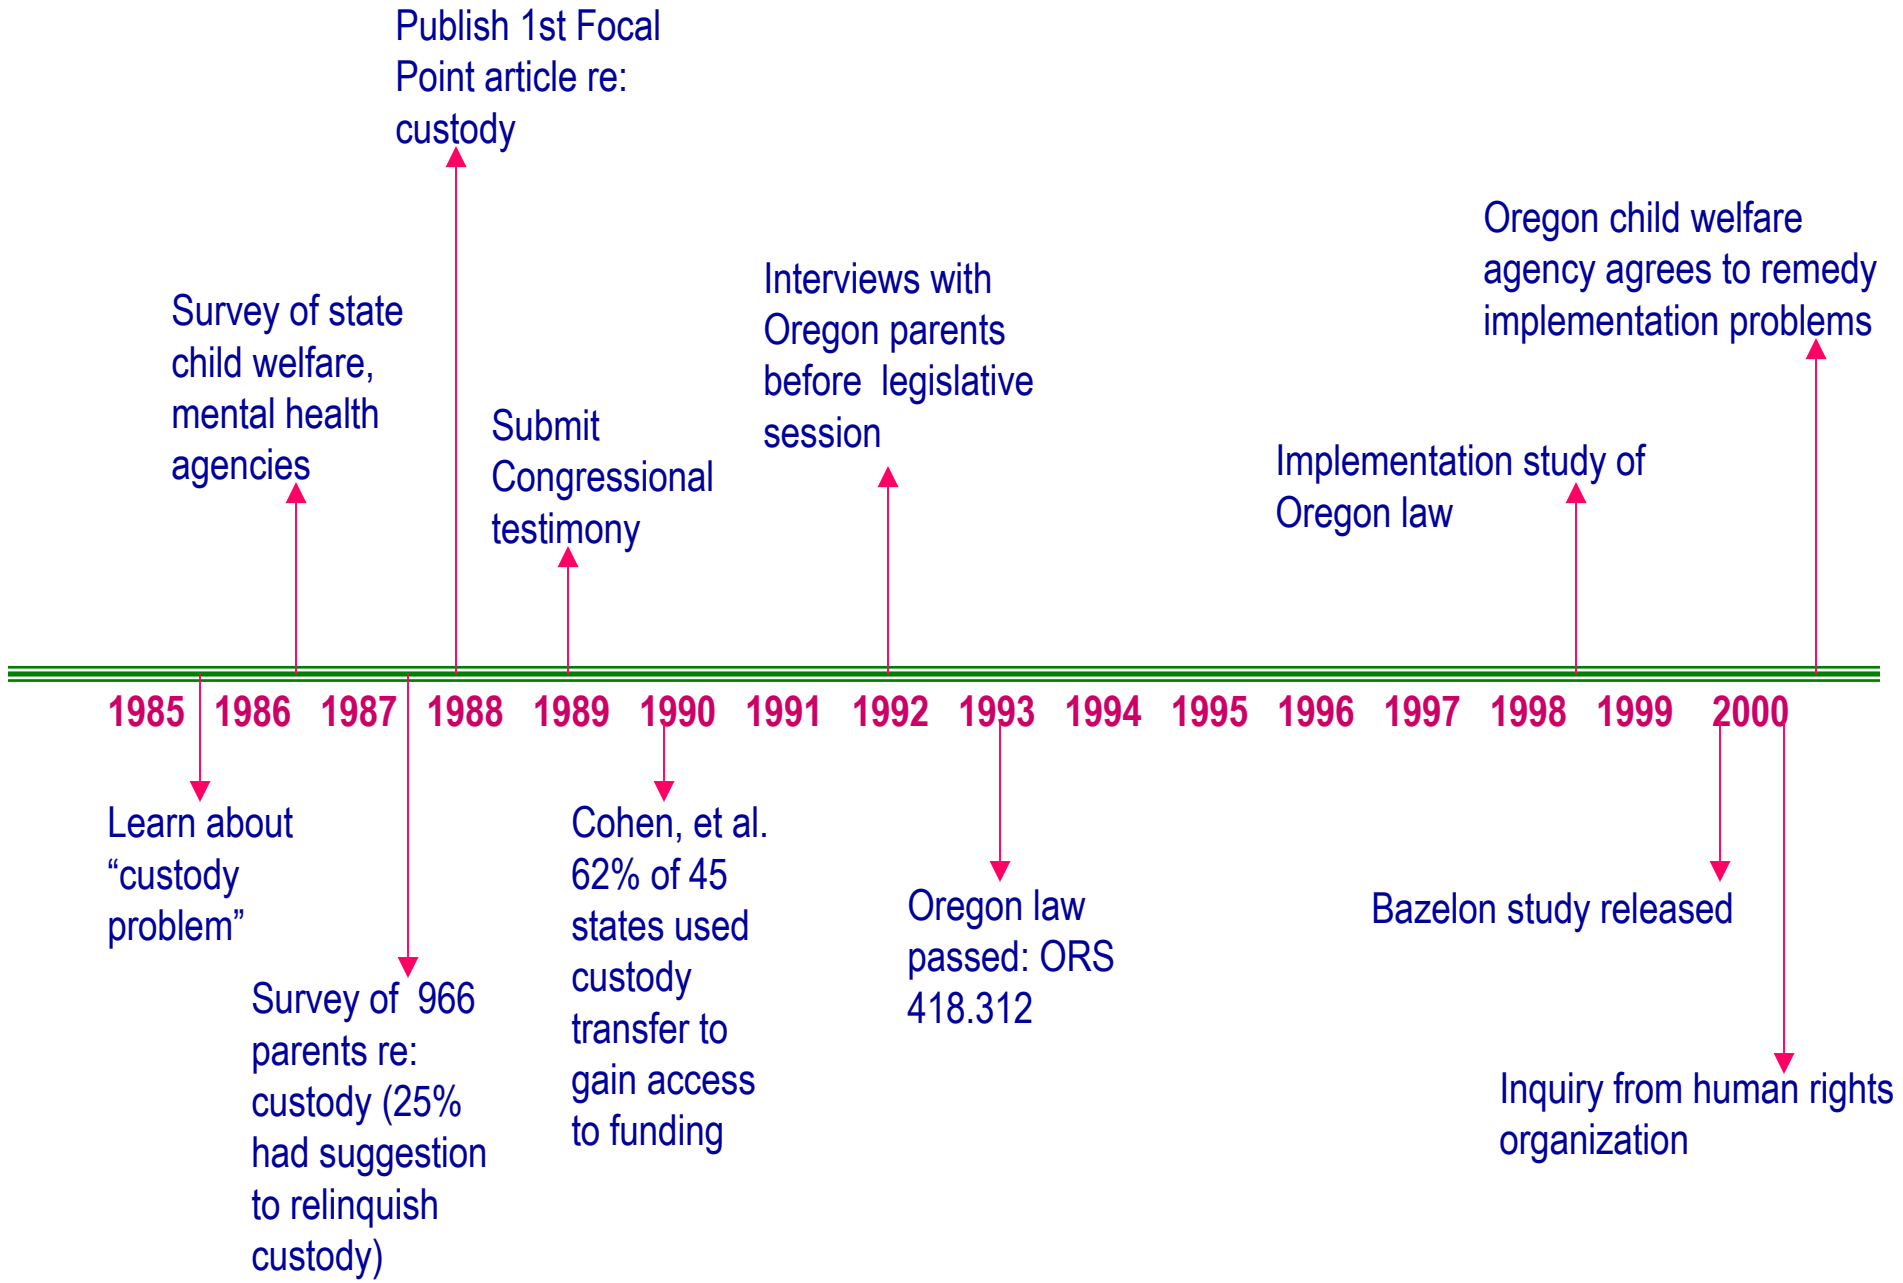 Publish 1st Focal
Point article re:
custody
Oregon child welfare
agency agrees to remedy
implementation problems
Interviews with
Oregon parents
before  legislative
session
Survey of state
child welfare,
mental health
agencies
Submit
Congressional
testimony
Implementation study of
Oregon law
1985 1986 1987 1988 1989 1990 1991 1992 1993 1994 1995 1996 1997 1998 1999 2000
Learn about
“custody
problem”
Survey of  966
parents re:
custody (25%
had suggestion
to relinquish
custody)
Cohen, et al.
62% of 45
states used
custody
transfer to
gain access
to funding
Oregon law
passed: ORS
418.312
Bazelon study released
Inquiry from human rights
organization